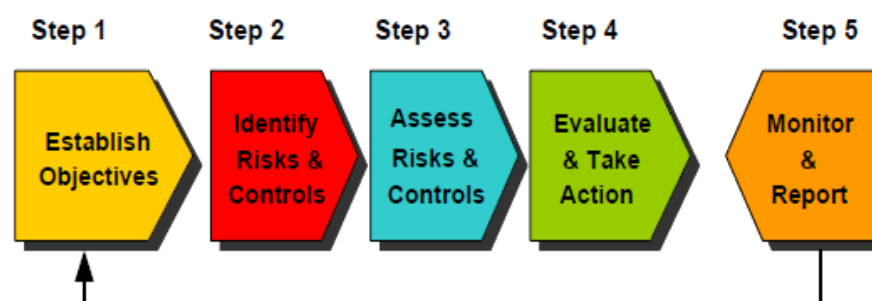 Step 1
Step 2
Step 3
Step 4
Step 5
Establish
Objectives
Identify
Risks &
Controls
Assess
Risks &
Controls
Evaluate
& Take
Action
Monitor
&
Report